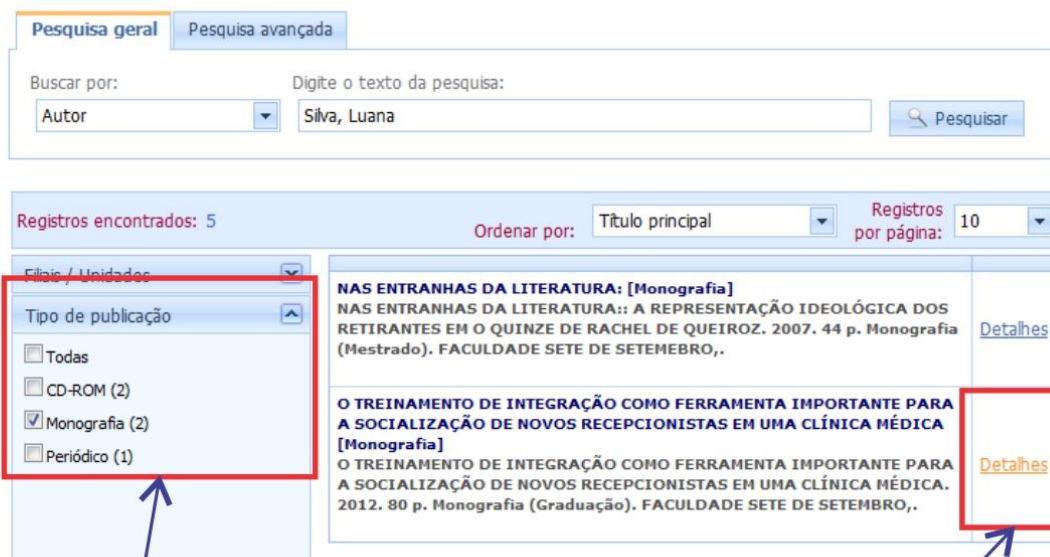 Pesquisa geral
Pesquisa avançada
Buscar por:
Digite o texto da pesquisa:
Autor
Silva, Luana
Pesquisar
Registros encontrados: 5
Ordenar por:
Título principal
Registros
por página:
10
Filiais / Unidades
Tipo de publicação
Todas
CD-ROM (2)
Monografia (2)
Periódico (1)
NAS ENTRANHAS DA LITERATURA: [Monografia]
NAS ENTRANHAS DA LITERATURA:: A REPRESENTAÇÃO IDEOLÓGICA DOS
RETIRANTES EM O QUINZE DE RACHEL DE QUEIROZ. 2007. 44 p. Monografia
(Mestrado). FACULDADE SETE DE SETEMEBRO,.
Detalhes
O TREINAMENTO DE INTEGRAÇÃO COMO FERRAMENTA IMPORTANTE PARA
A SOCIALIZAÇÃO DE NOVOS RECEPCIONISTAS EM UMA CLÍNICA MÉDICA
[Monografia]
O TREINAMENTO DE INTEGRAÇÃO COMO FERRAMENTA IMPORTANTE PARA
A SOCIALIZAÇÃO DE NOVOS RECEPCIONISTAS EM UMA CLÍNICA MÉDICA.
2012. 80 p. Monografia (Graduação). FACULDADE SETE DE SETEMBRO,.
Detalhes